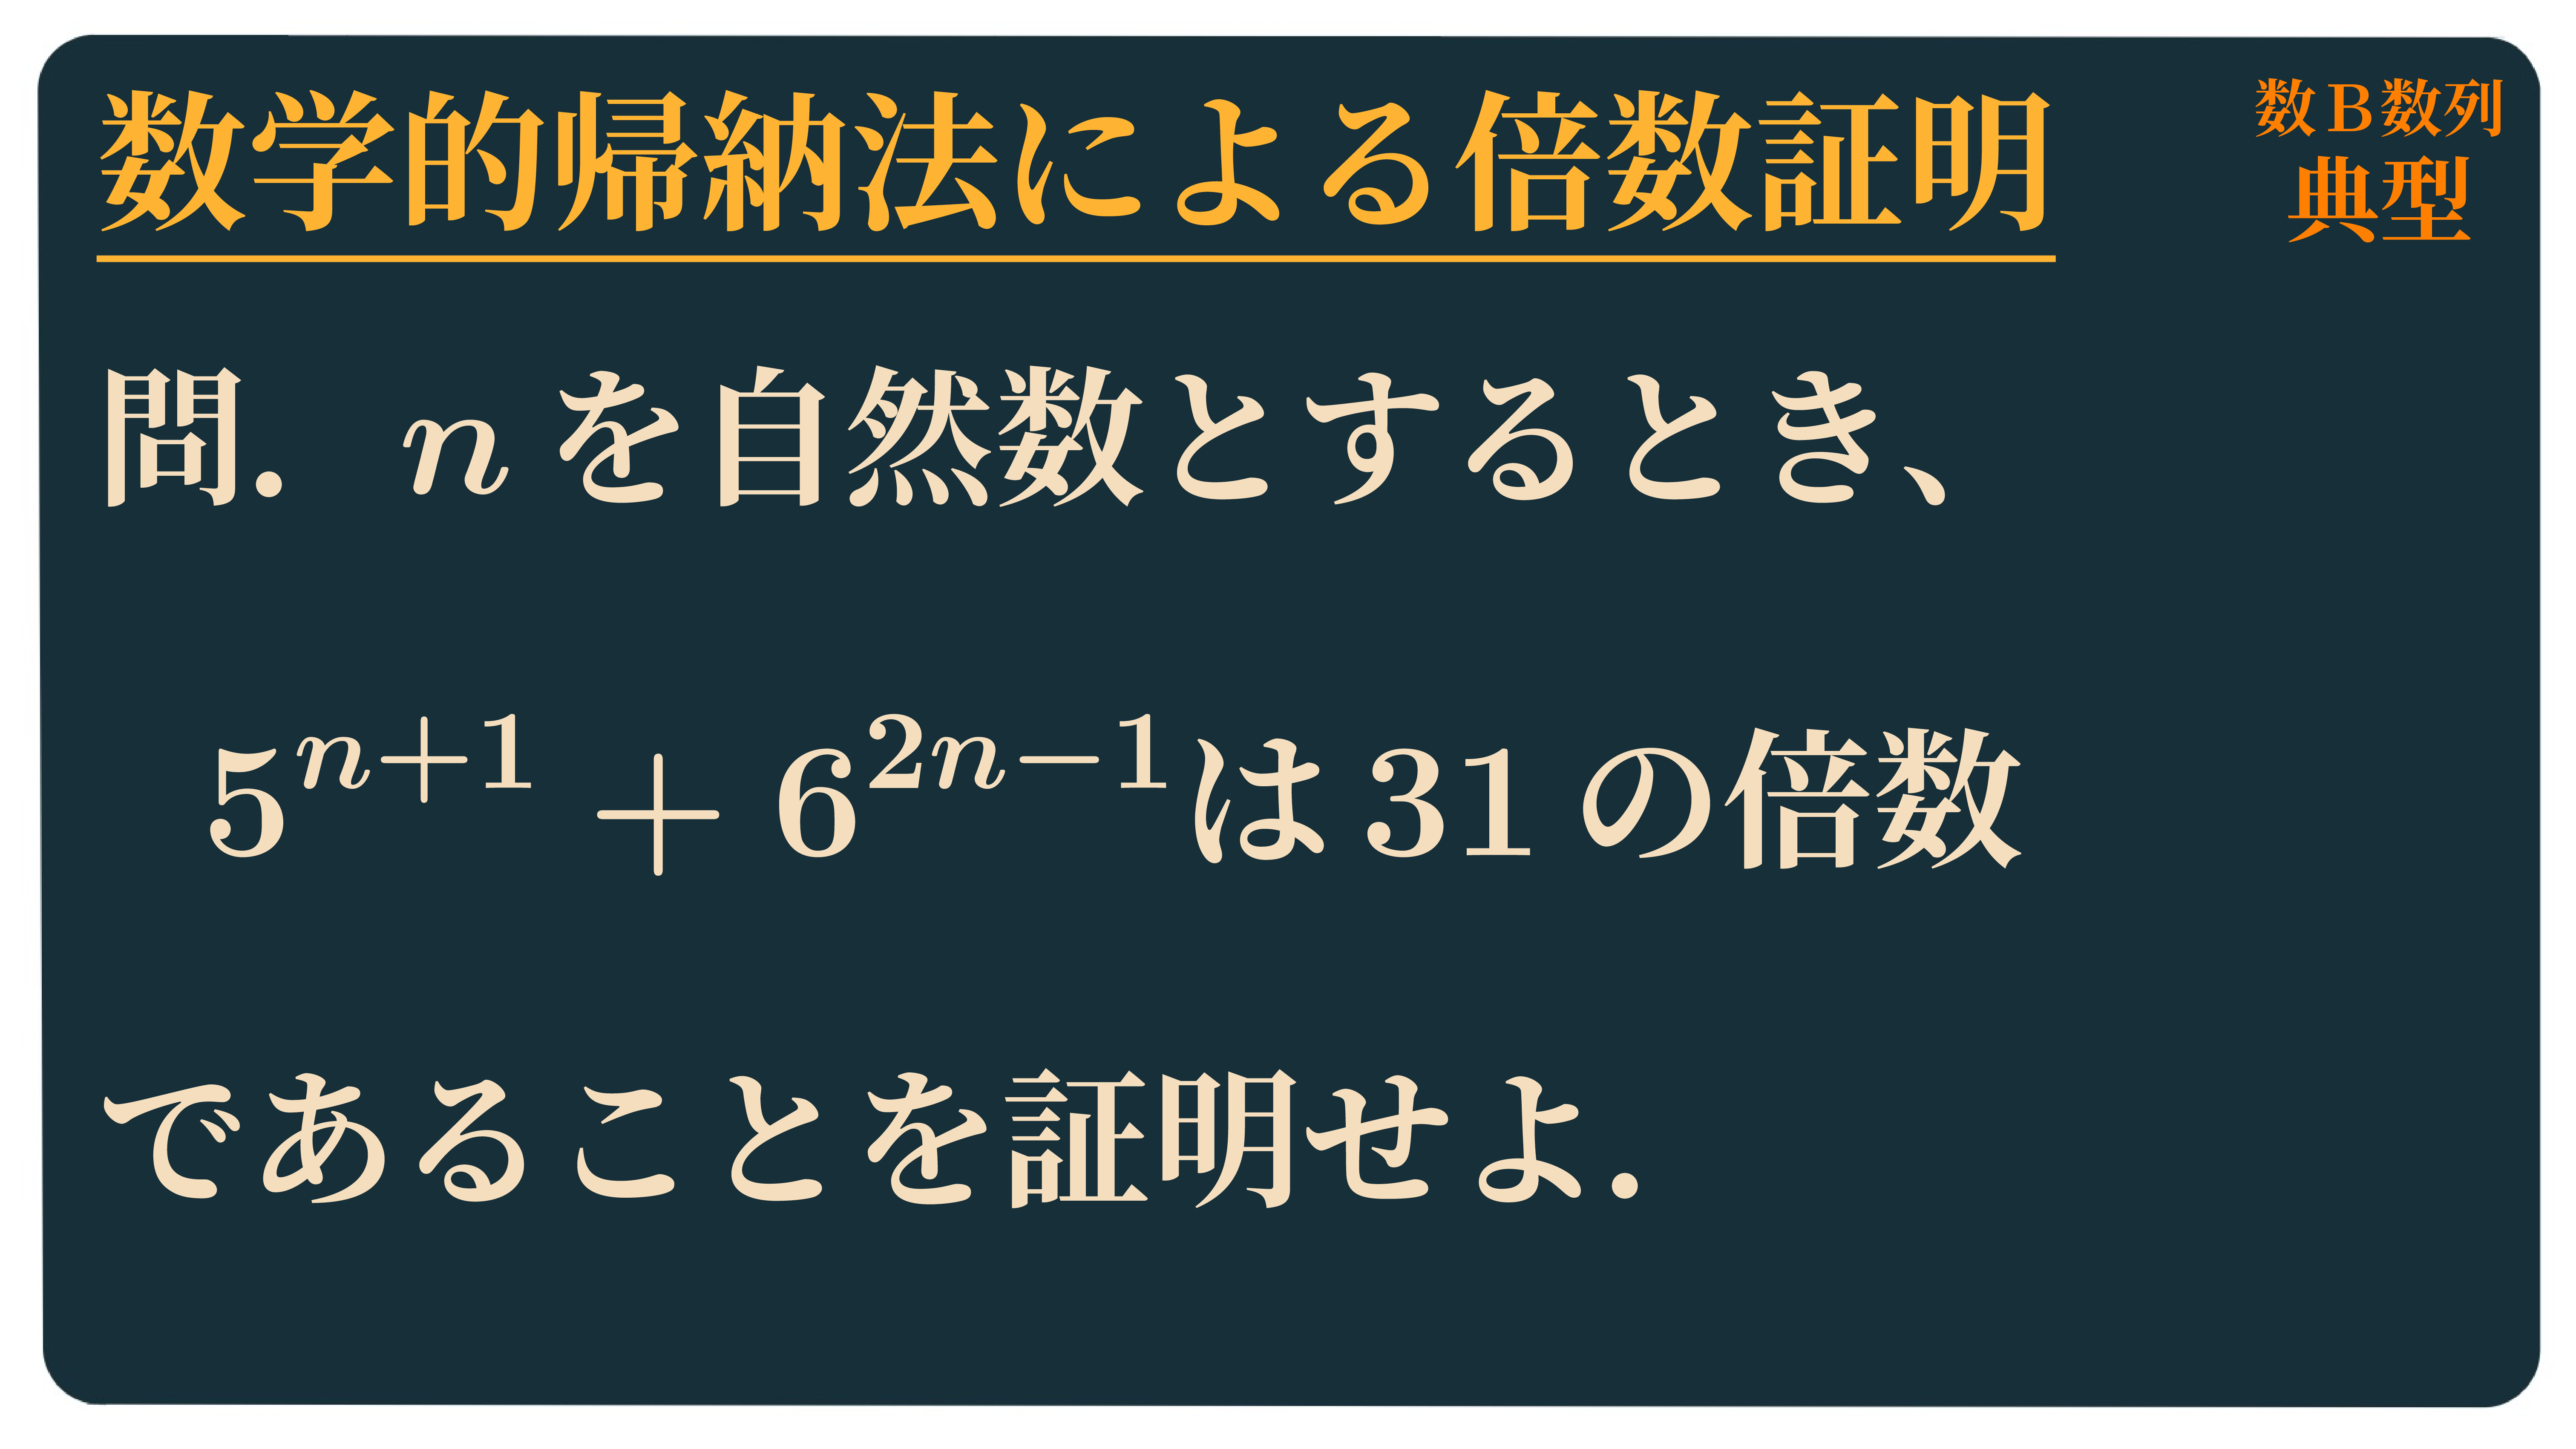 数学的帰納法による倍数証明
数B数列
典型
問. nを自然数とするとき、
5^{n+1} + 6^{2n−1}は31の倍数
であることを証明せよ.